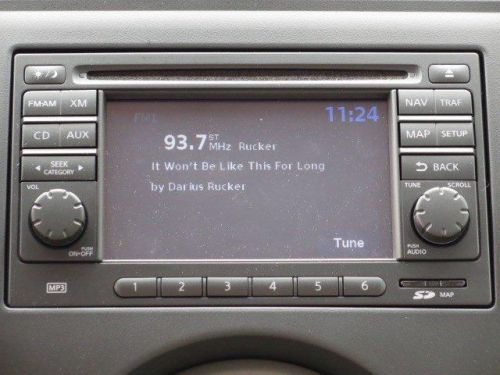 FM1
11:24
93.7 ST
MHz Rucker
It Won't Be Like This For Long
by Darius Rucker
Tune
FM•AM XM
CD AUX
SEEK
CATEGORY
VOL
PUSH
ON•OFF
MP3
1 2 3 4 5 6
NAV TRAF
MAP SETUP
BACK
TUNE SCROLL
PUSH
AUDIO
SD MAP